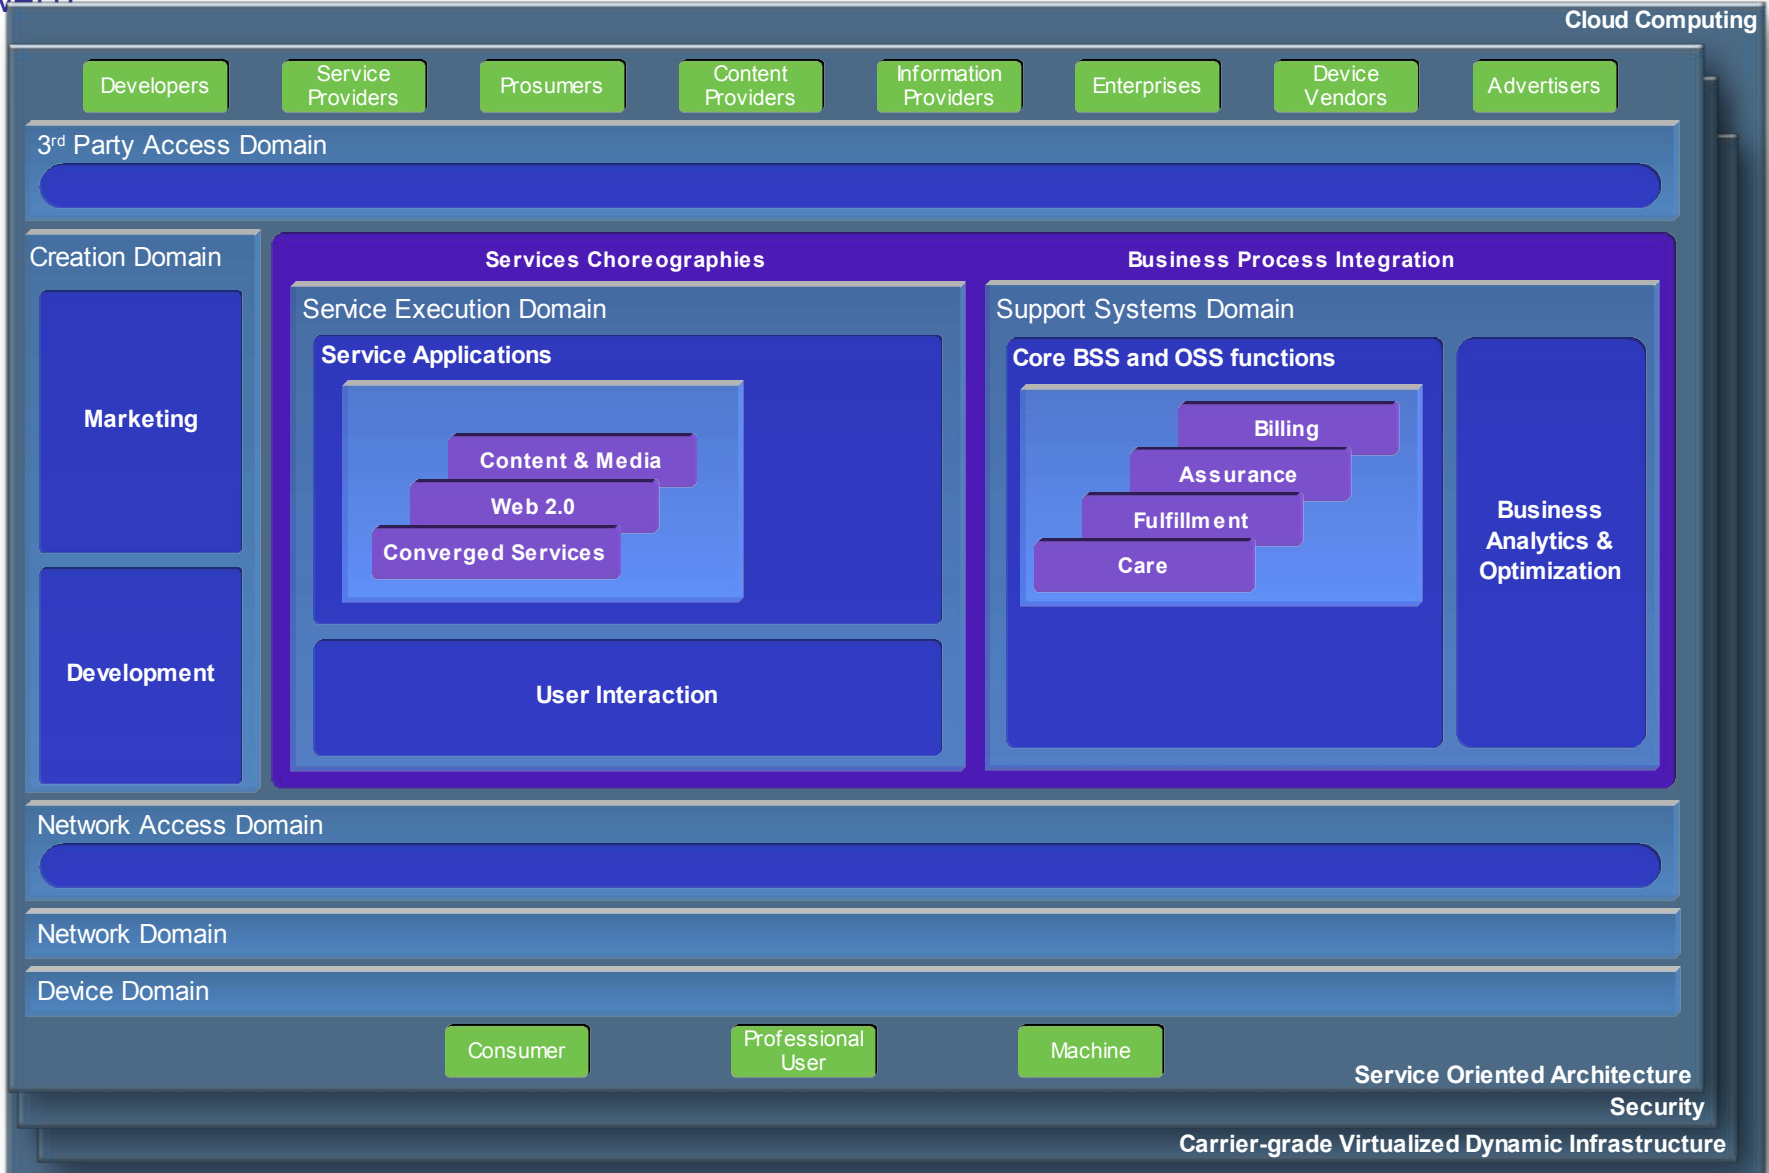 Cloud Computing
Developers
Service
Providers
Prosumers
Content
Providers
Information
Providers
Enterprises
Device
Vendors
Advertisers
3rd Party Access Domain
Creation Domain
Marketing
Development
Services Choreographies
Business Process Integration
Service Execution Domain
Service Applications
Content & Media
Web 2.0
Converged Services
User Interaction
Support Systems Domain
Core BSS and OSS functions
Billing
Assurance
Fulfillment
Care
Business
Analytics &
Optimization
Network Access Domain
Network Domain
Device Domain
Consumer
Professional
User
Machine
Service Oriented Architecture
Security
Carrier-grade Virtualized Dynamic Infrastructure